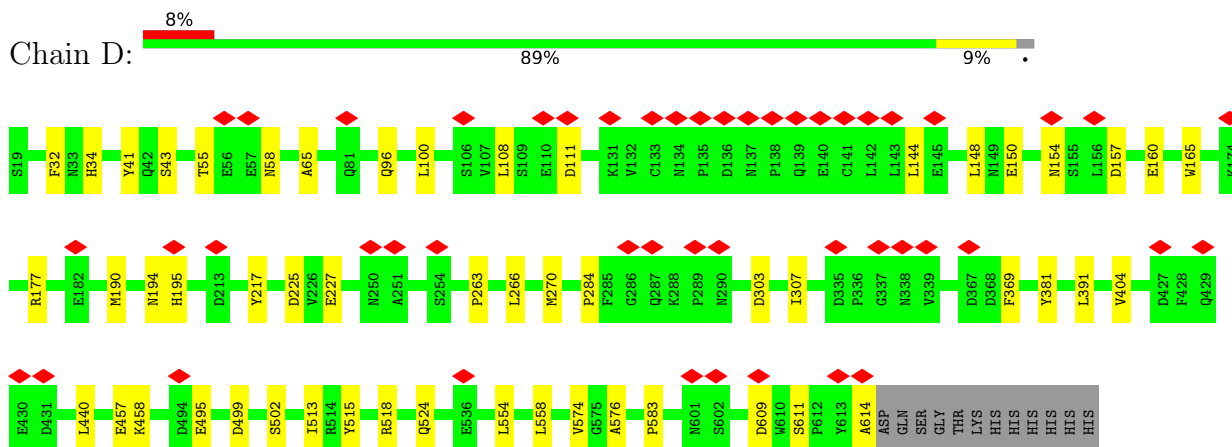 8%
Chain D:
89% 9% •
S19 F32 N33 H34 Y41 Q42 S43 T55 E56 E57 N58 A65 Q81 Q96 L100 S106 V107 L108 S109 E110 D111 K131 V132 C133 N134 P135 D136 N137 P138 Q139 E140 C141 L142 L143 L144 E145 L148 N149 E150 N154 S155 L156 D157 E160 W165 K174
R177 E182 M190 N194 H195 D213 Y217 D225 V226 E227 N250 A251 S254 P263 L266 M270 P284 F285 G286 Q287 K288 P289 N290 D303 I307 D335 P336 G337 N338 V339 D367 D368 F369 Y381 L391 V404 D427 F428 Q429
E430 D431 L440 E457 K458 D494 E495 D499 S502 I513 R514 Y515 R518 Q524 E536 L554 L558 V574 G575 A576 P583 N601 S602 D609 W610 S611 P612 Y613 A614 ASP GLN SER GLY THR LYS HIS HIS HIS HIS HIS HIS